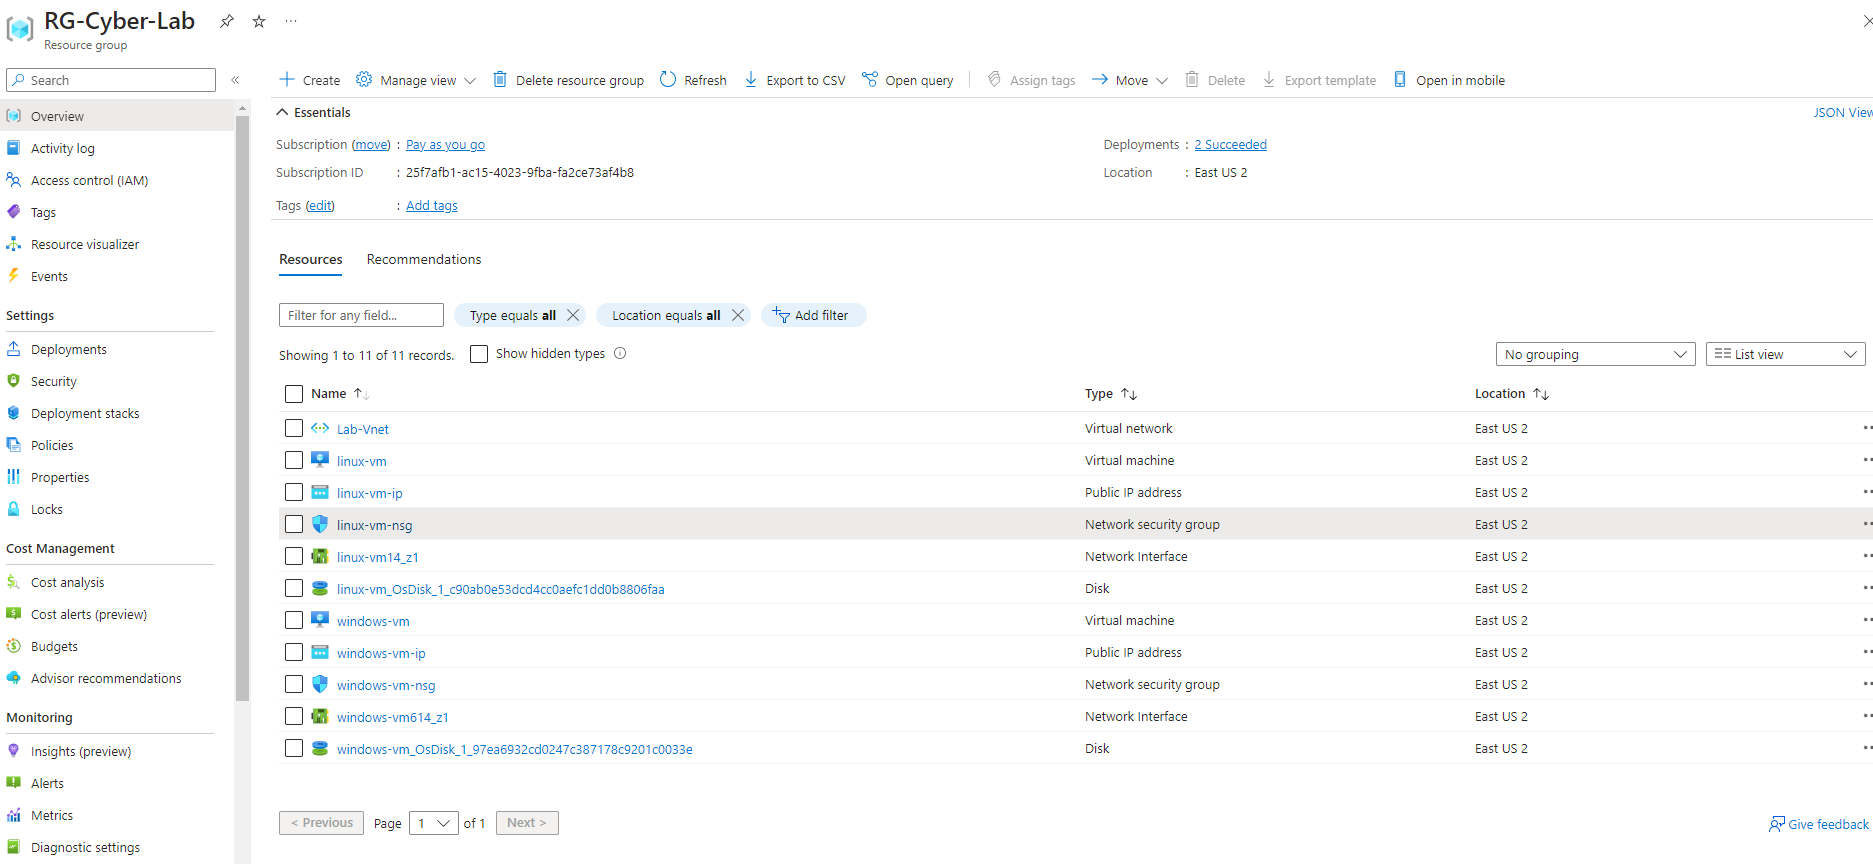 RG-Cyber-Lab
Resource group
Search
Overview
Activity log
Access control (IAM)
Tags
Resource visualizer
Events
Settings
Deployments
Security
Deployment stacks
Policies
Properties
Locks
Cost Management
Cost analysis
Cost alerts (preview)
Budgets
Advisor recommendations
Monitoring
Insights (preview)
Alerts
Metrics
Diagnostic settings
Create Manage view Delete resource group Refresh Export to CSV Open query Assign tags Move Delete Export template Open in mobile
Essentials JSON View
Subscription (move) : Pay as you go Deployments : 2 Succeeded
Subscription ID : 25f7afb1-ac15-4023-9fba-fa2ce73af4b8 Location : East US 2
Tags (edit) : Add tags
Resources Recommendations
Filter for any field... Type equals all Location equals all Add filter
Showing 1 to 11 of 11 records. Show hidden types No grouping List view
Name Type Location
Lab-Vnet Virtual network East US 2
linux-vm Virtual machine East US 2
linux-vm-ip Public IP address East US 2
linux-vm-nsg Network security group East US 2
linux-vm14_z1 Network Interface East US 2
linux-vm_OsDisk_1_c90ab0e53dcd4cc0aefc1dd0b8806faa Disk East US 2
windows-vm Virtual machine East US 2
windows-vm-ip Public IP address East US 2
windows-vm-nsg Network security group East US 2
windows-vm614_z1 Network Interface East US 2
windows-vm_OsDisk_1_97ea6932cd0247c387178c9201c0033e Disk East US 2
< Previous Page 1 of 1 Next >
Give feedback